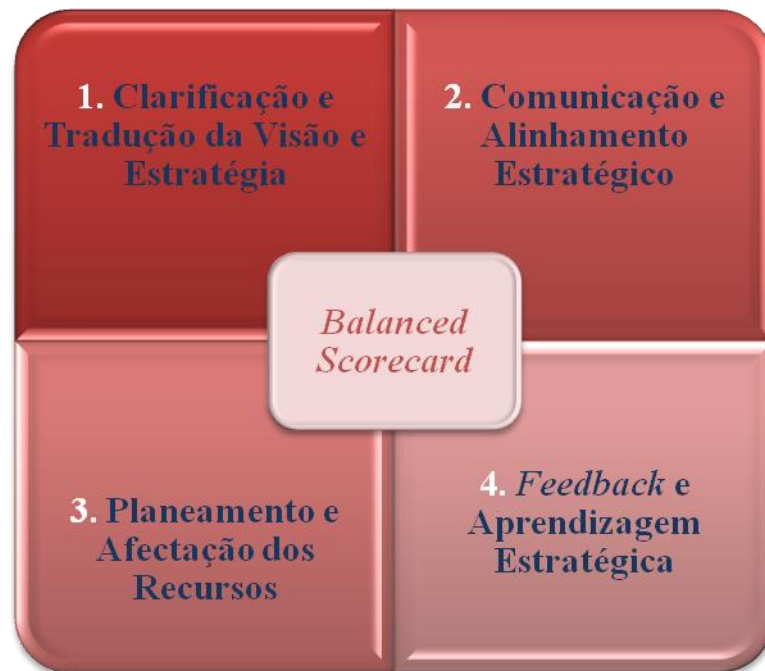 1. Clarificação e
Tradução da Visão e
Estratégia
2. Comunicação e
Alinhamento
Estratégico
Balanced
Scorecard
3. Planeamento e
Afectação dos
Recursos
4. Feedback e
Aprendizagem
Estratégica